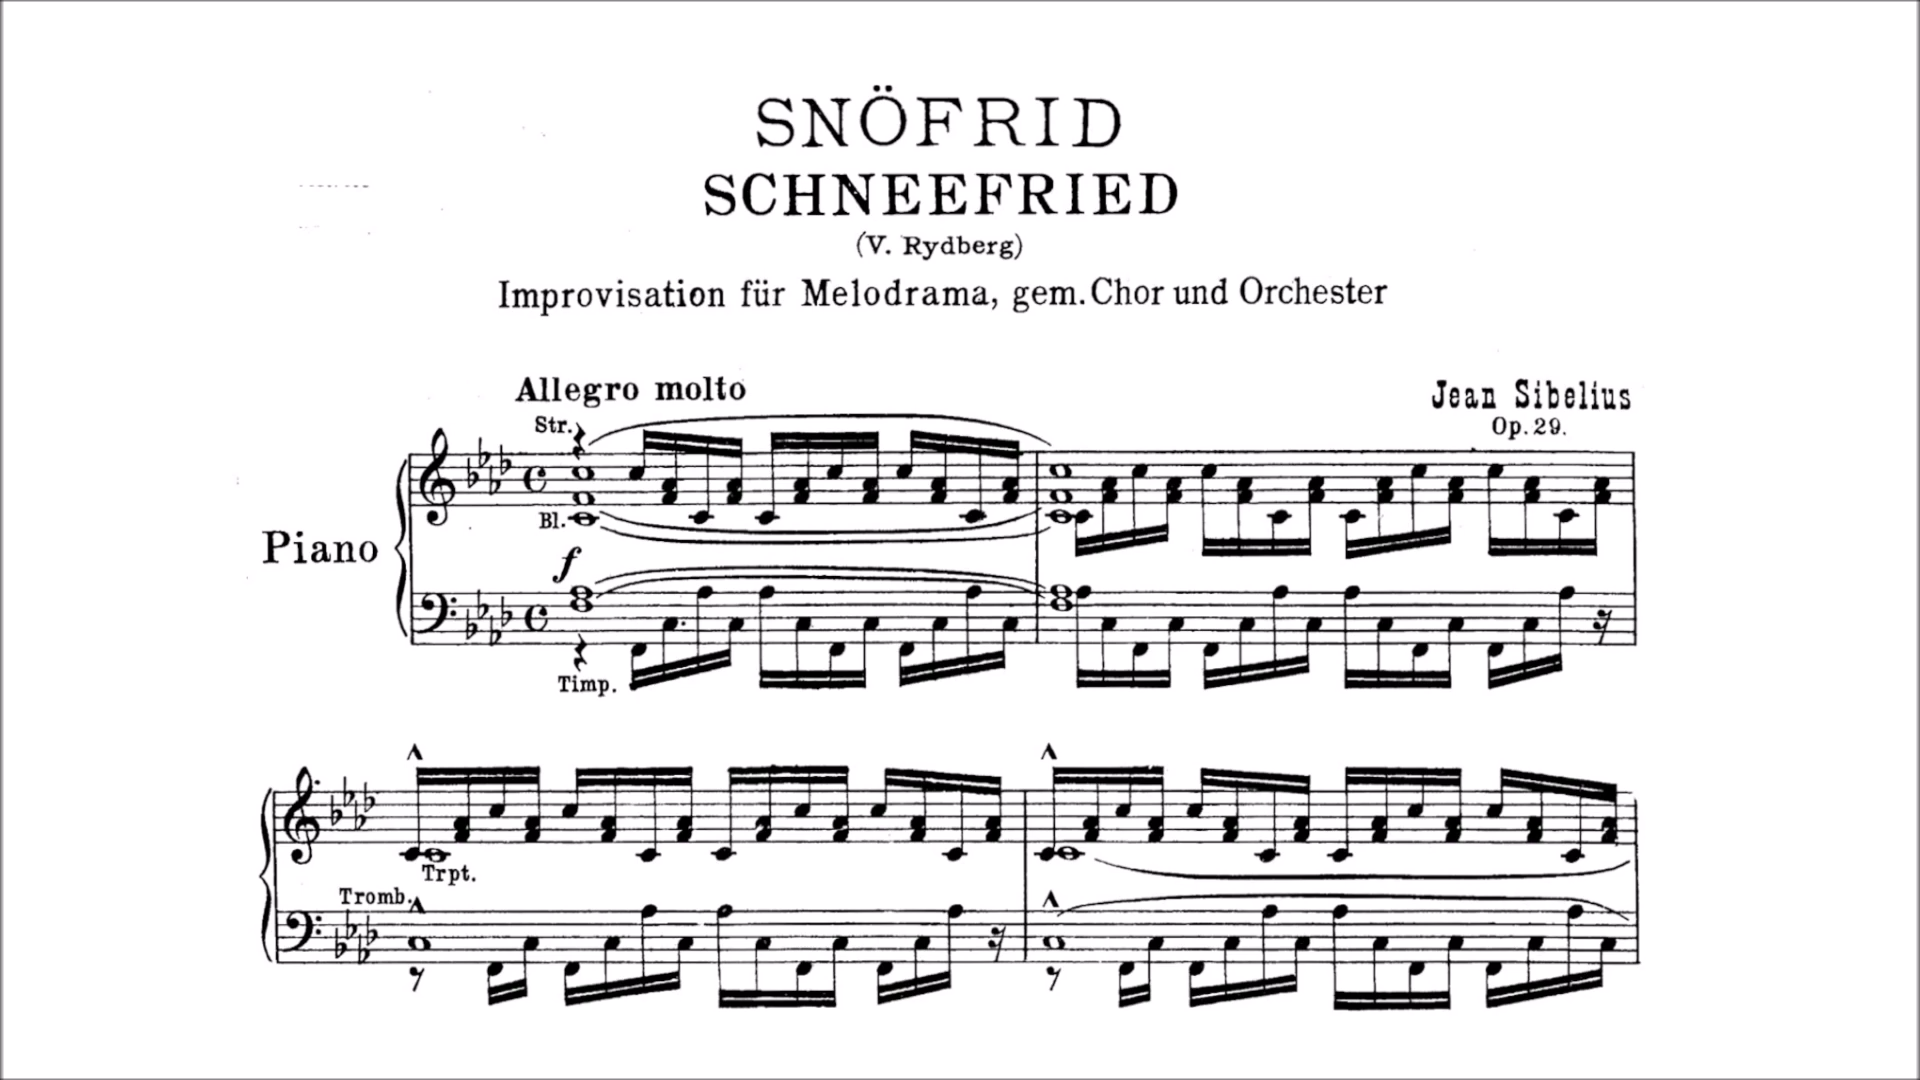 SNÖFRID
SCHNEEFRIED
(V. Rydberg)
Improvisation für Melodrama, gem. Chor und Orchester
Allegro molto
Jean Sibelius
Op. 29.
Str.
Bl.
Piano
f
Timp.
Trpt.
Tromb.